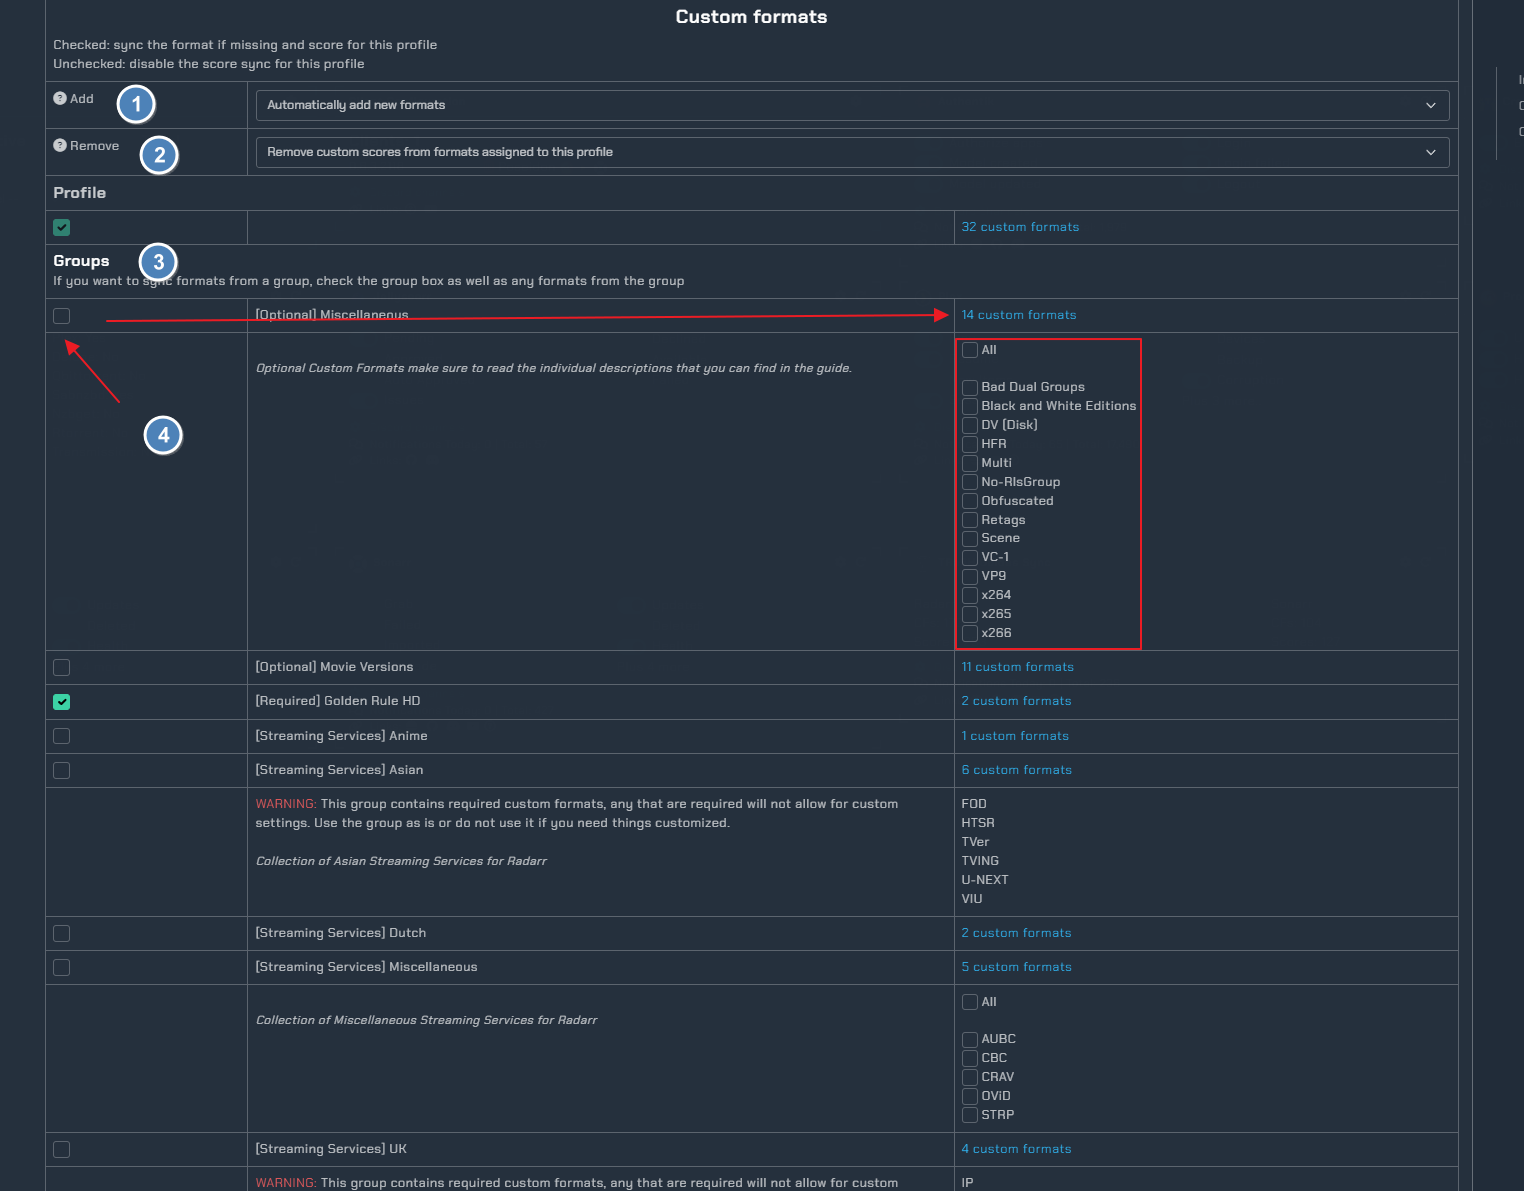 Custom formats
Checked: sync the format if missing and score for this profile
Unchecked: disable the score sync for this profile
? Add
1
Automatically add new formats
? Remove
2
Remove custom scores from formats assigned to this profile
Profile
32 custom formats
Groups
3
If you want to sync formats from a group, check the group box as well as any formats from the group
[Optional] Miscellaneous
14 custom formats
Optional Custom Formats make sure to read the individual descriptions that you can find in the guide.
4
All
Bad Dual Groups
Black and White Editions
DV (Disk)
HFR
Multi
No-RlsGroup
Obfuscated
Retags
Scene
VC-1
VP9
x264
x265
x266
[Optional] Movie Versions
11 custom formats
[Required] Golden Rule HD
2 custom formats
[Streaming Services] Anime
1 custom formats
[Streaming Services] Asian
6 custom formats
WARNING: This group contains required custom formats, any that are required will not allow for custom
settings. Use the group as is or do not use it if you need things customized.
Collection of Asian Streaming Services for Radarr
FOD
HTSR
TVer
TVING
U-NEXT
VIU
[Streaming Services] Dutch
2 custom formats
[Streaming Services] Miscellaneous
5 custom formats
Collection of Miscellaneous Streaming Services for Radarr
All
AUBC
CBC
CRAV
OViD
STRP
[Streaming Services] UK
4 custom formats
WARNING: This group contains required custom formats, any that are required will not allow for custom
IP